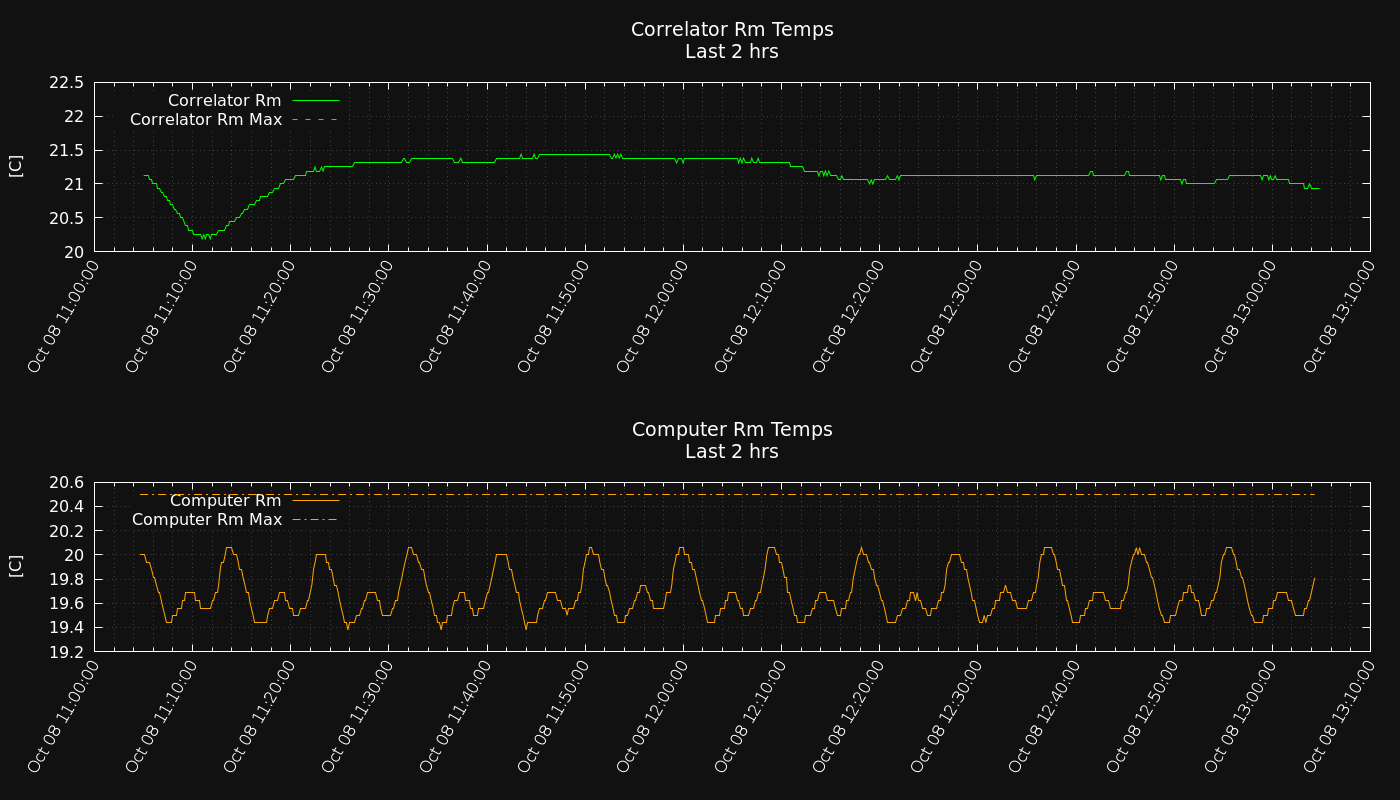 Correlator Rm Temps
Last 2 hrs
22.5
22
21.5
21
20.5
20
[C]
Correlator Rm
Correlator Rm Max
Oct 08 11:00:00
Oct 08 11:10:00
Oct 08 11:20:00
Oct 08 11:30:00
Oct 08 11:40:00
Oct 08 11:50:00
Oct 08 12:00:00
Oct 08 12:10:00
Oct 08 12:20:00
Oct 08 12:30:00
Oct 08 12:40:00
Oct 08 12:50:00
Oct 08 13:00:00
Oct 08 13:10:00
Computer Rm Temps
Last 2 hrs
20.6
20.4
20.2
20
19.8
19.6
19.4
19.2
[C]
Computer Rm
Computer Rm Max
Oct 08 11:00:00
Oct 08 11:10:00
Oct 08 11:20:00
Oct 08 11:30:00
Oct 08 11:40:00
Oct 08 11:50:00
Oct 08 12:00:00
Oct 08 12:10:00
Oct 08 12:20:00
Oct 08 12:30:00
Oct 08 12:40:00
Oct 08 12:50:00
Oct 08 13:00:00
Oct 08 13:10:00